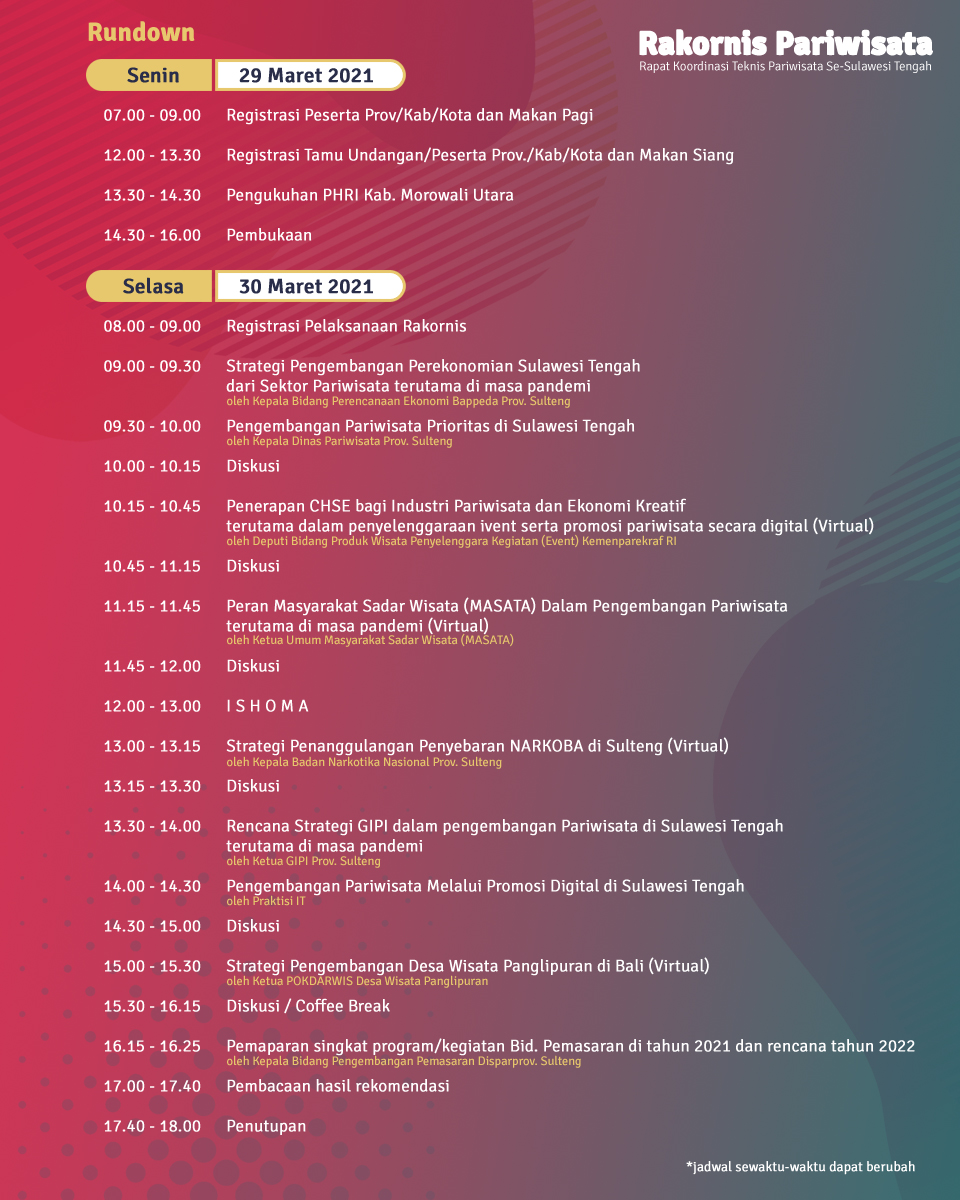 Rundown
Rakornis Pariwisata
Rapat Koordinasi Teknis Pariwisata Se-Sulawesi Tengah
Senin 29 Maret 2021
07.00 - 09.00 Registrasi Peserta Prov/Kab/Kota dan Makan Pagi
12.00 - 13.30 Registrasi Tamu Undangan/Peserta Prov./Kab/Kota dan Makan Siang
13.30 - 14.30 Pengukuhan PHRI Kab. Morowali Utara
14.30 - 16.00 Pembukaan
Selasa 30 Maret 2021
08.00 - 09.00 Registrasi Pelaksanaan Rakornis
09.00 - 09.30 Strategi Pengembangan Perekonomian Sulawesi Tengah
dari Sektor Pariwisata terutama di masa pandemi
oleh Kepala Bidang Perencanaan Ekonomi Bappeda Prov. Sulteng
09.30 - 10.00 Pengembangan Pariwisata Prioritas di Sulawesi Tengah
oleh Kepala Dinas Pariwisata Prov. Sulteng
10.00 - 10.15 Diskusi
10.15 - 10.45 Penerapan CHSE bagi Industri Pariwisata dan Ekonomi Kreatif
terutama dalam penyelenggaraan ivent serta promosi pariwisata secara digital (Virtual)
oleh Deputi Bidang Produk Wisata Penyelenggara Kegiatan (Event) Kemenparekraf RI
10.45 - 11.15 Diskusi
11.15 - 11.45 Peran Masyarakat Sadar Wisata (MASATA) Dalam Pengembangan Pariwisata
terutama di masa pandemi (Virtual)
oleh Ketua Umum Masyarakat Sadar Wisata (MASATA)
11.45 - 12.00 Diskusi
12.00 - 13.00 I S H O M A
13.00 - 13.15 Strategi Penanggulangan Penyebaran NARKOBA di Sulteng (Virtual)
oleh Kepala Badan Narkotika Nasional Prov. Sulteng
13.15 - 13.30 Diskusi
13.30 - 14.00 Rencana Strategi GIPI dalam pengembangan Pariwisata di Sulawesi Tengah
terutama di masa pandemi
oleh Ketua GIPI Prov. Sulteng
14.00 - 14.30 Pengembangan Pariwisata Melalui Promosi Digital di Sulawesi Tengah
oleh Praktisi IT
14.30 - 15.00 Diskusi
15.00 - 15.30 Strategi Pengembangan Desa Wisata Panglipuran di Bali (Virtual)
oleh Ketua POKDARWIS Desa Wisata Panglipuran
15.30 - 16.15 Diskusi / Coffee Break
16.15 - 16.25 Pemaparan singkat program/kegiatan Bid. Pemasaran di tahun 2021 dan rencana tahun 2022
oleh Kepala Bidang Pengembangan Pemasaran Disparprov. Sulteng
17.00 - 17.40 Pembacaan hasil rekomendasi
17.40 - 18.00 Penutupan
*jadwal sewaktu-waktu dapat berubah